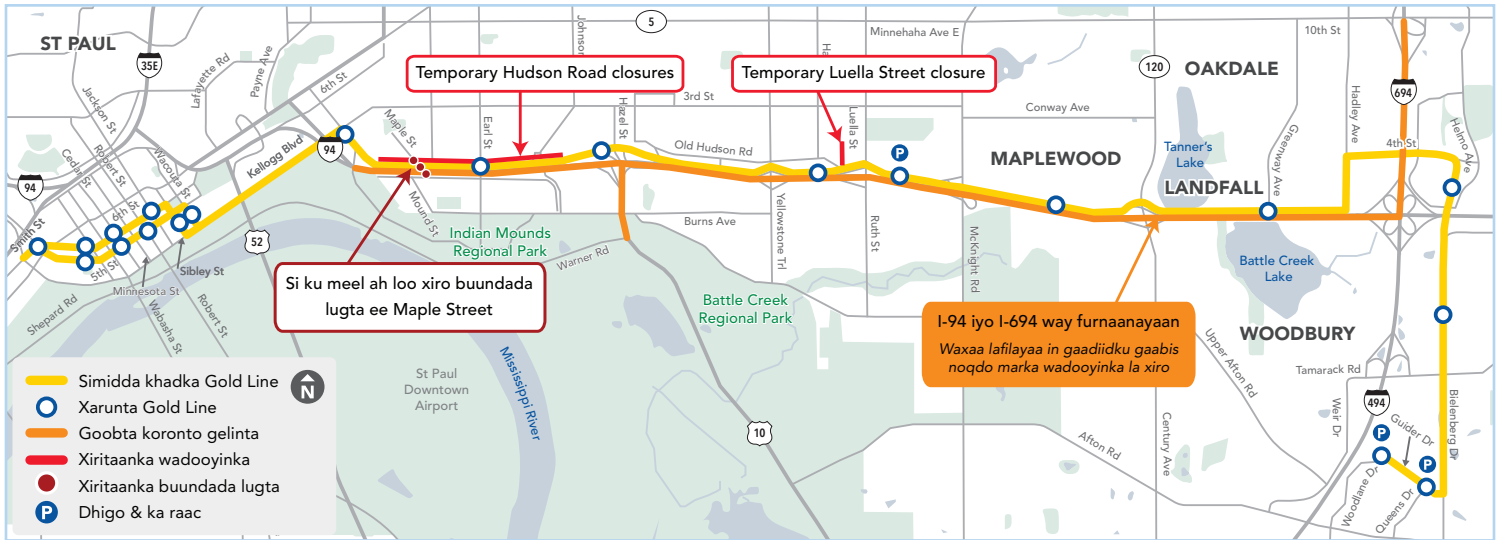 ST PAUL
35E
Lafayette Rd
Payne Ave
6th St
Johnson
5
Minnehaha Ave E
10th St
120
OAKDALE
694
Jackson St
Temporary Hudson Road closures
Temporary Luella Street closure
3rd St
Conway Ave
Hadley Ave
Helmo Ave
Maple St
Earl St
Hazel St
Ha
Luella St
Greenway Ave
4th St
Kellogg Blvd
94
Old Hudson Rd
P
MAPLEWOOD
Tanner's
Lake
LANDFALL
Cedar St
Robert St
Wacouta St
94
6th St
Smith St
5th St
Mound St
Burns Ave
Yellowstone Trl
Ruth St
McKnight Rd
52
Indian Mounds
Regional Park
Warner Rd
Sibley St
Minnesota St
Shepard Rd
Wabasha St
Robert St
Si ku meel ah loo xiro buundada
lugta ee Maple Street
Battle Creek
Regional Park
Battle Creek
Lake
I-94 iyo I-694 way furnaanayaan
Waxaa lafilayaa in gaadiidku gaabis
noqdo marka wadooyinka la xiro
WOODBURY
Upper Afton Rd
Tamarack Rd
Mississippi River
St Paul
Downtown
Airport
10
Afton Rd
Century Ave
Weir Dr
494
Bielenberg Dr
Guider Dr
P
P
Woodlane Dr
Queens Dr
Simidda khadka Gold Line
N
Xarunta Gold Line
Goobta koronto gelinta
Xiritaanka wadooyinka
Xiritaanka buundada lugta
P
Dhigo & ka raac